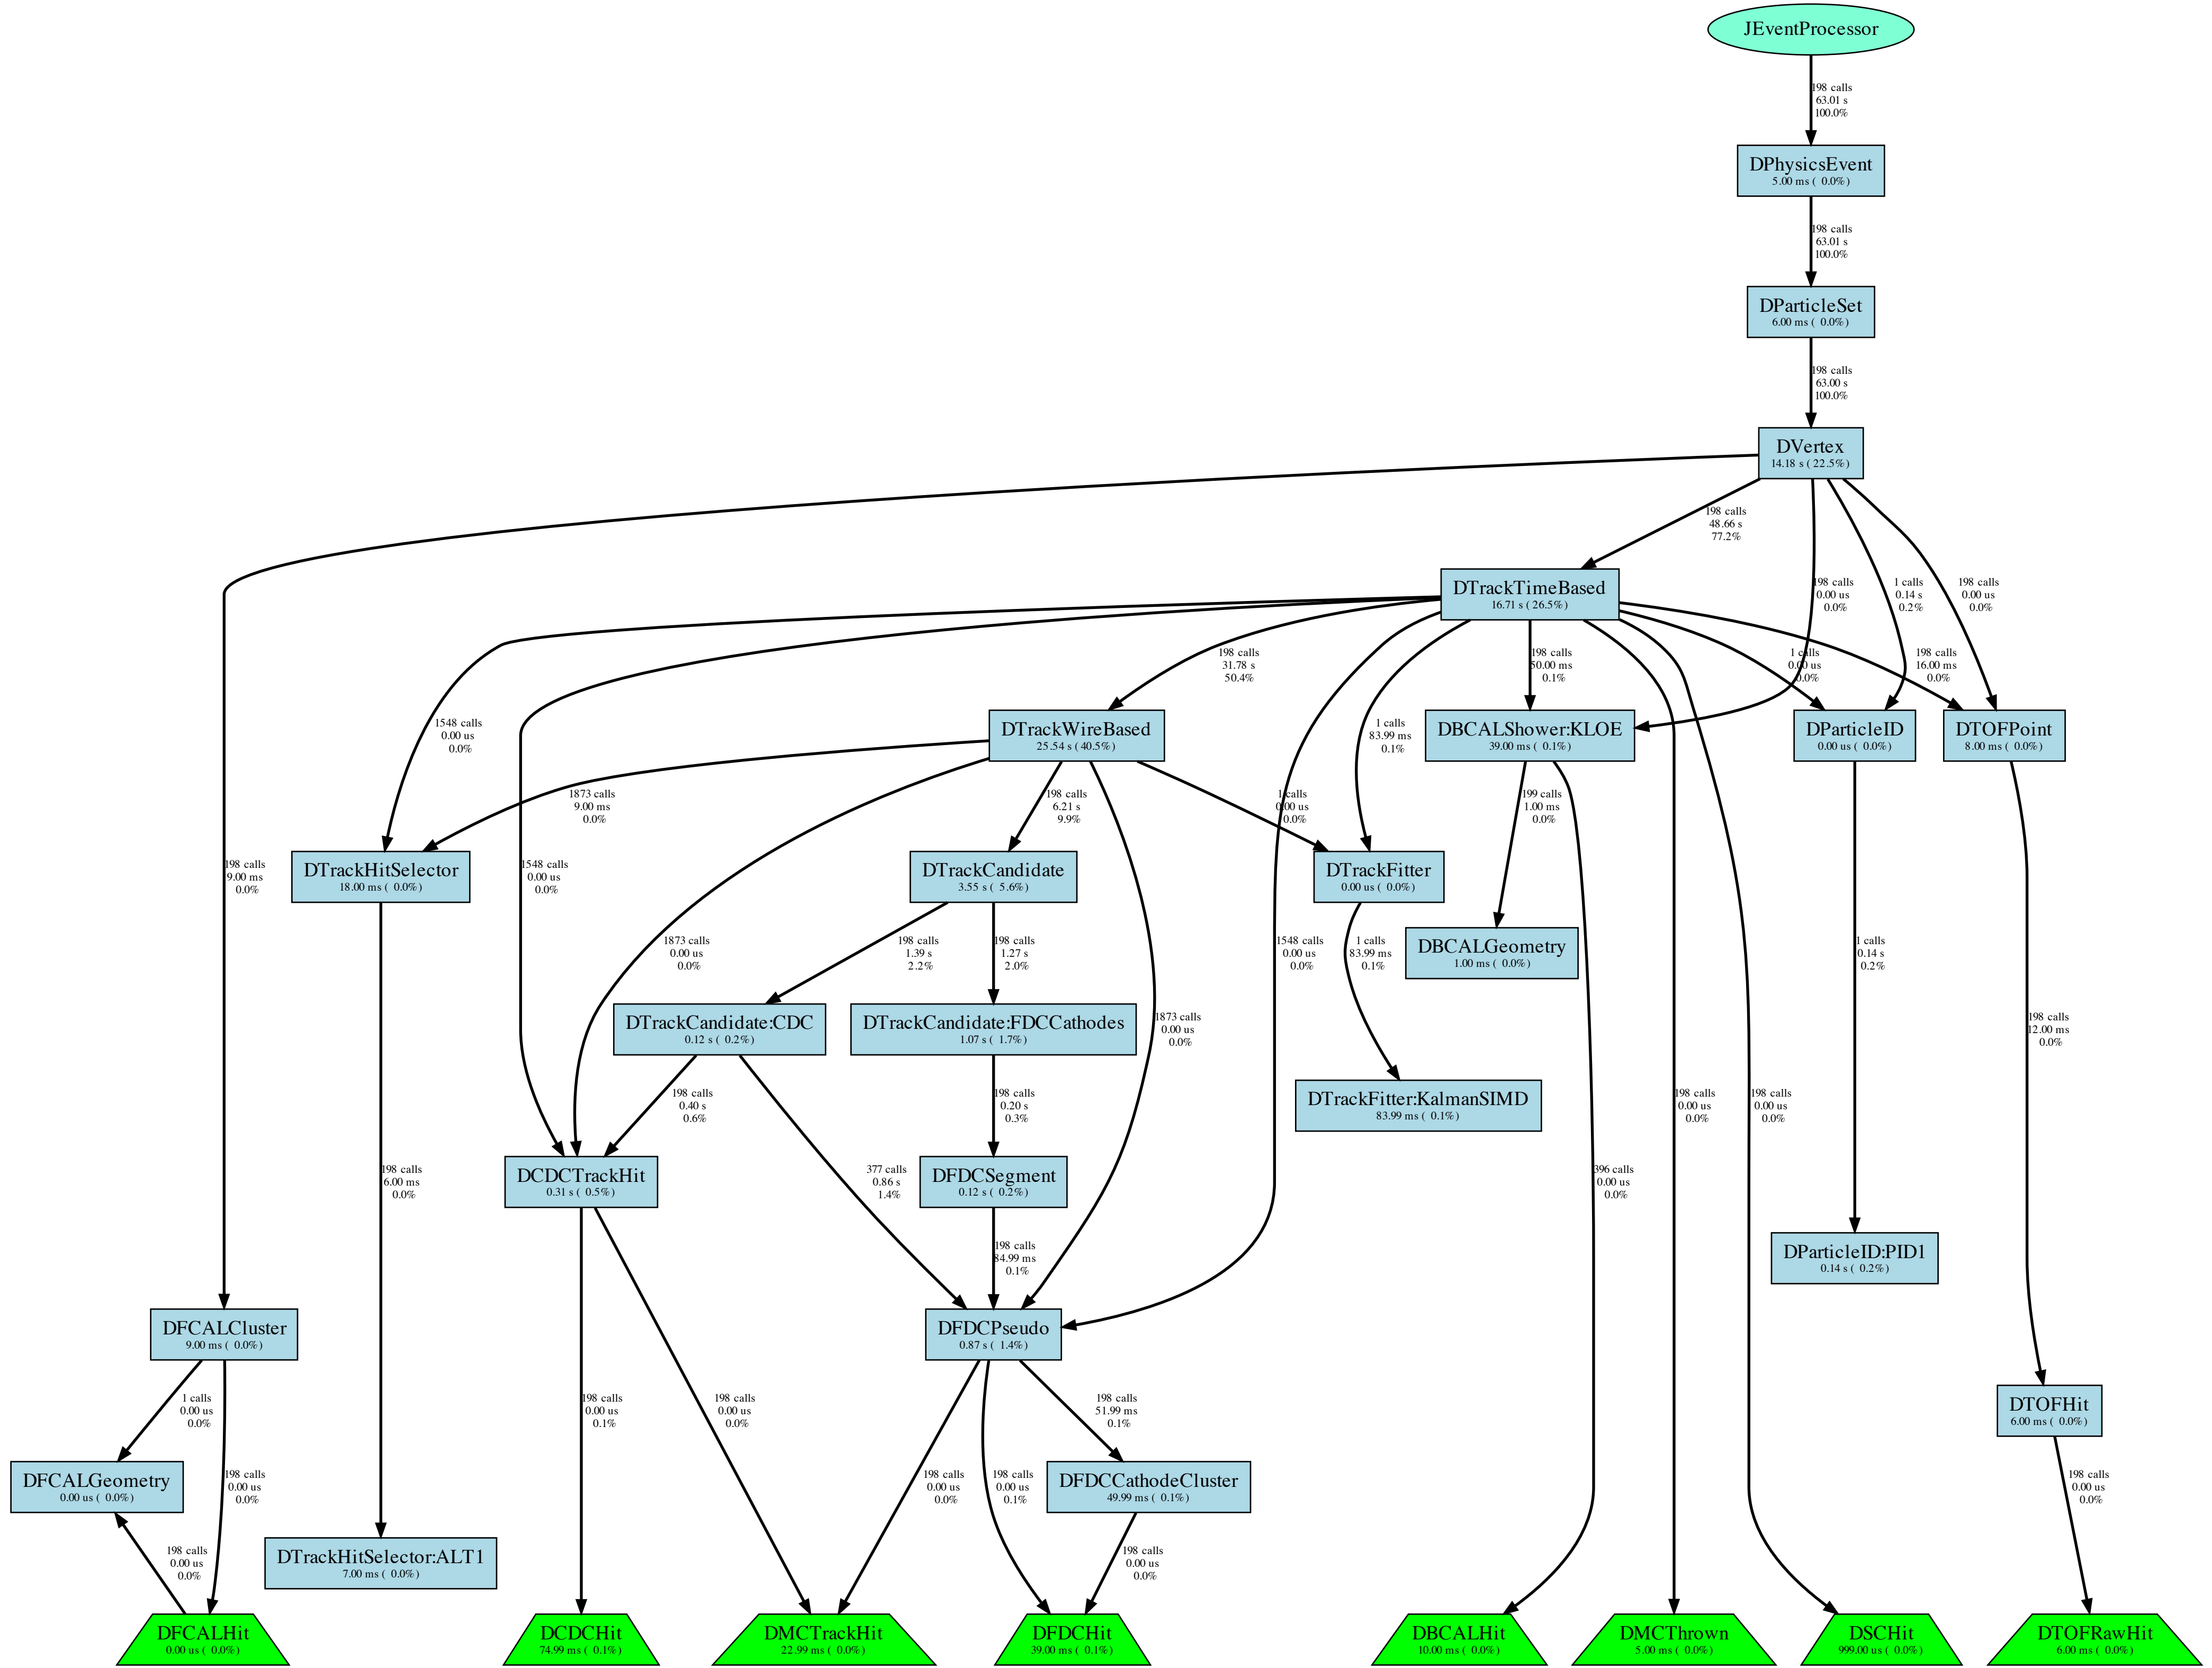 JEventProcessor
198 calls
63.01 s
100.0%
DPhysicsEvent
5.00 ms ( 0.0%)
198 calls
63.01 s
100.0%
DParticleSet
6.00 ms ( 0.0%)
198 calls
63.00 s
100.0%
DVertex
14.18 s ( 22.5%)
198 calls
48.66 s
77.2%
DTrackTimeBased
16.71 s ( 26.5%)
198 calls
0.00 us
0.0%
1 calls
0.14 s
0.2%
198 calls
0.00 us
0.0%
198 calls
31.78 s
50.4%
198 calls
50.00 ms
0.1%
1 calls
0.00 us
0.0%
198 calls
16.00 ms
0.0%
1548 calls
0.00 us
0.0%
DTrackWireBased
25.54 s ( 40.5%)
1 calls
83.99 ms
0.1%
DBCALShower:KLOE
39.00 ms ( 0.1%)
DParticleID
0.00 us ( 0.0%)
DTOFPoint
8.00 ms ( 0.0%)
1873 calls
9.00 ms
0.0%
198 calls
6.21 s
9.9%
1 calls
0.00 us
0.0%
199 calls
1.00 ms
0.0%
198 calls
9.00 ms
0.0%
DTrackHitSelector
18.00 ms ( 0.0%)
1548 calls
0.00 us
0.0%
DTrackCandidate
3.55 s ( 5.6%)
DTrackFitter
0.00 us ( 0.0%)
1873 calls
0.00 us
0.0%
198 calls
1.39 s
2.2%
198 calls
1.27 s
2.0%
1548 calls
0.00 us
0.0%
1 calls
83.99 ms
0.1%
DBCALGeometry
1.00 ms ( 0.0%)
1 calls
0.14 s
0.2%
DTrackCandidate:CDC
0.12 s ( 0.2%)
DTrackCandidate:FDCCathodes
1.07 s ( 1.7%)
1873 calls
0.00 us
0.0%
198 calls
12.00 ms
0.0%
198 calls
0.40 s
0.6%
198 calls
0.20 s
0.3%
DTrackFitter:KalmanSIMD
83.99 ms ( 0.1%)
198 calls
0.00 us
0.0%
198 calls
0.00 us
0.0%
198 calls
6.00 ms
0.0%
DCDCTrackHit
0.31 s ( 0.5%)
377 calls
0.86 s
1.4%
DFDCSegment
0.12 s ( 0.2%)
396 calls
0.00 us
0.0%
198 calls
84.99 ms
0.1%
DParticleID:PID1
0.14 s ( 0.2%)
DFCALCluster
9.00 ms ( 0.0%)
DFDCPseudo
0.87 s ( 1.4%)
1 calls
0.00 us
0.0%
198 calls
0.00 us
0.1%
198 calls
0.00 us
0.0%
198 calls
51.99 ms
0.1%
DTOFHit
6.00 ms ( 0.0%)
DFCALGeometry
0.00 us ( 0.0%)
198 calls
0.00 us
0.0%
198 calls
0.00 us
0.0%
198 calls
0.00 us
0.1%
DFDCCathodeCluster
49.99 ms ( 0.1%)
198 calls
0.00 us
0.0%
198 calls
0.00 us
0.0%
DTrackHitSelector:ALT1
7.00 ms ( 0.0%)
198 calls
0.00 us
0.0%
DFCALHit
0.00 us ( 0.0%)
DCDCHit
74.99 ms ( 0.1%)
DMCTrackHit
22.99 ms ( 0.0%)
DFDCHit
39.00 ms ( 0.1%)
DBCALHit
10.00 ms ( 0.0%)
DMCThrown
5.00 ms ( 0.0%)
DSCHit
999.00 us ( 0.0%)
DTOFRawHit
6.00 ms ( 0.0%)